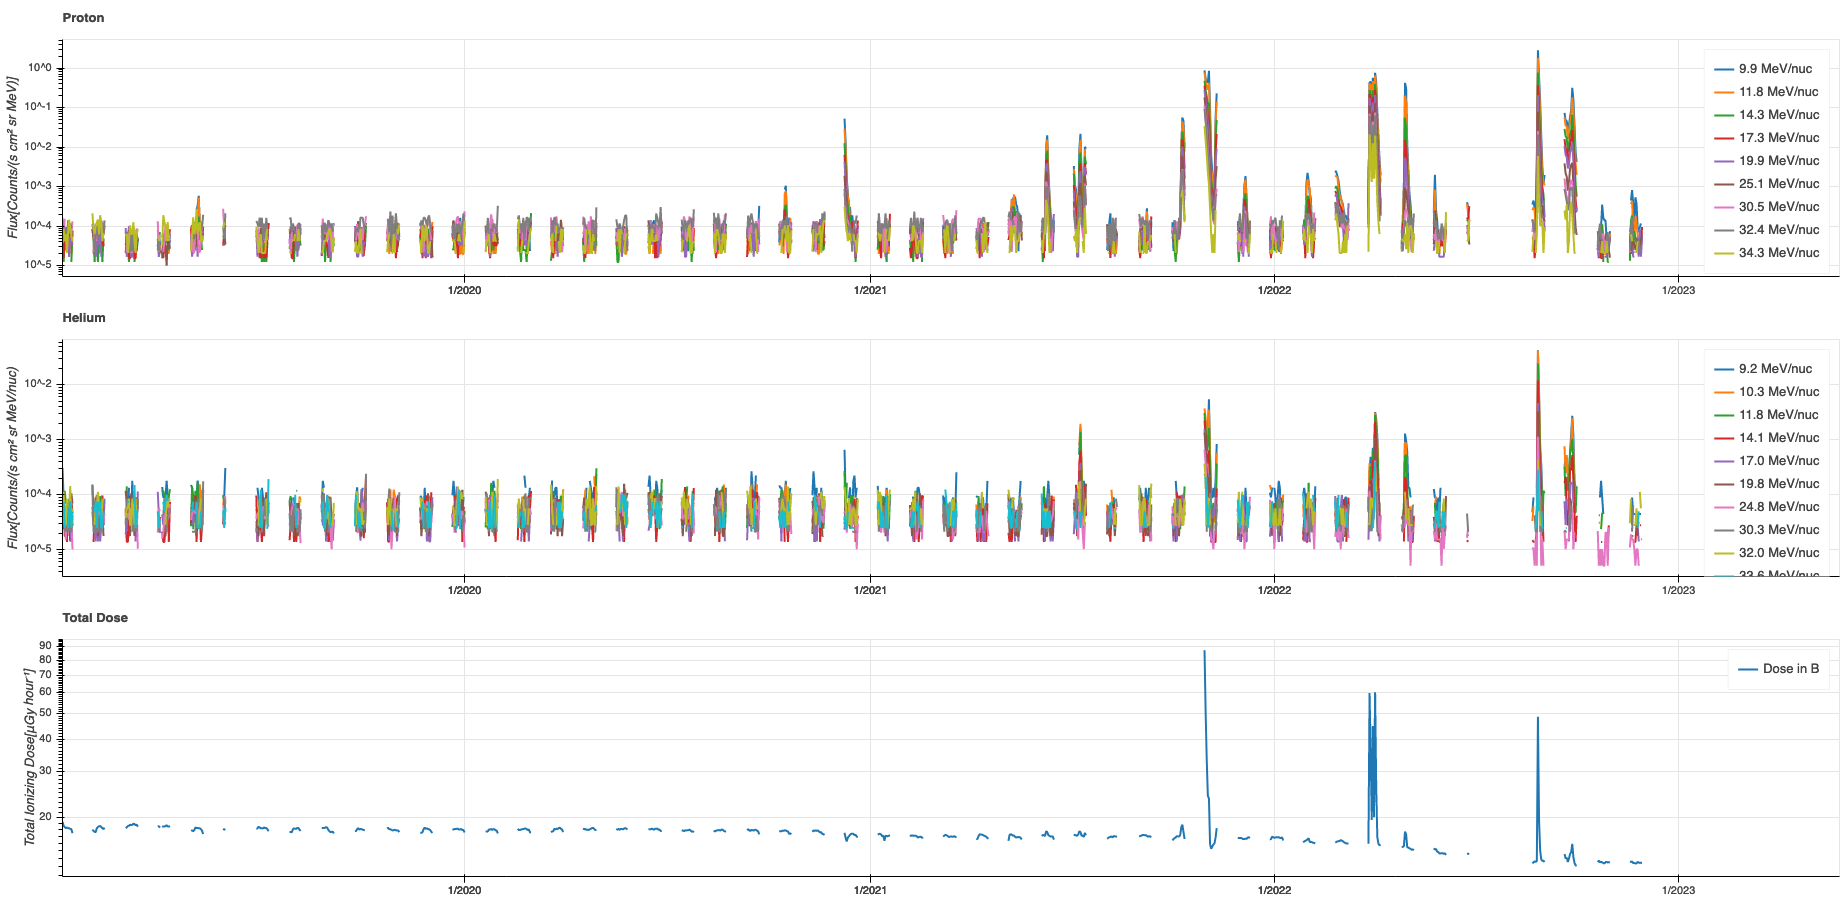 Proton
Flux[Counts/(s cm² sr MeV)]
10^0
10^-1
10^-2
10^-3
10^-4
10^-5
1/2020
1/2021
1/2022
1/2023
9.9 MeV/nuc
11.8 MeV/nuc
14.3 MeV/nuc
17.3 MeV/nuc
19.9 MeV/nuc
25.1 MeV/nuc
30.5 MeV/nuc
32.4 MeV/nuc
34.3 MeV/nuc
Helium
Flux[Counts/(s cm² sr MeV/nuc)
10^-2
10^-3
10^-4
10^-5
1/2020
1/2021
1/2022
1/2023
9.2 MeV/nuc
10.3 MeV/nuc
11.8 MeV/nuc
14.1 MeV/nuc
17.0 MeV/nuc
19.8 MeV/nuc
24.8 MeV/nuc
30.3 MeV/nuc
32.0 MeV/nuc
33.6 MeV/nuc
Total Dose
Total Ionizing Dose[μGy hour⁻¹]
90
80
70
60
50
40
30
20
1/2020
1/2021
1/2022
1/2023
Dose in B